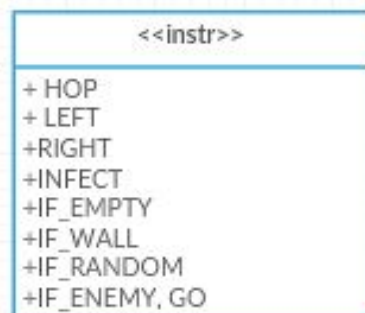 <<instr>>
+ HOP
+ LEFT
+RIGHT
+INFECT
+IF_EMPTY
+IF_WALL
+IF_RANDOM
+IF_ENEMY, GO